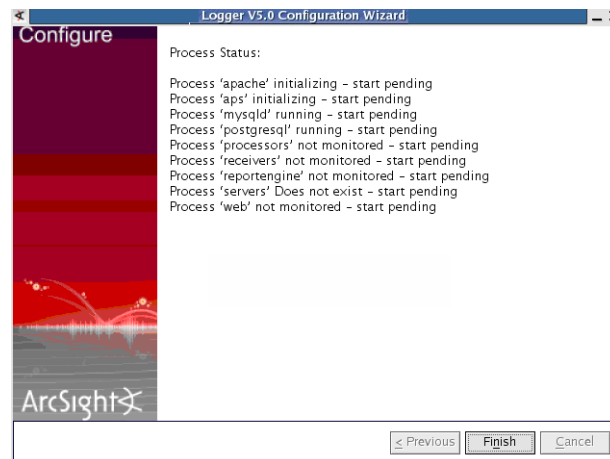 Logger V5.0 Configuration Wizard
Configure
Process Status:
Process 'apache' initializing – start pending
Process 'aps' initializing – start pending
Process 'mysqld' running – start pending
Process 'postgresql' running – start pending
Process 'processors' not monitored – start pending
Process 'receivers' not monitored – start pending
Process 'reportengine' not monitored – start pending
Process 'servers' Does not exist – start pending
Process 'web' not monitored – start pending
ArcSight
< Previous
Finish
Cancel